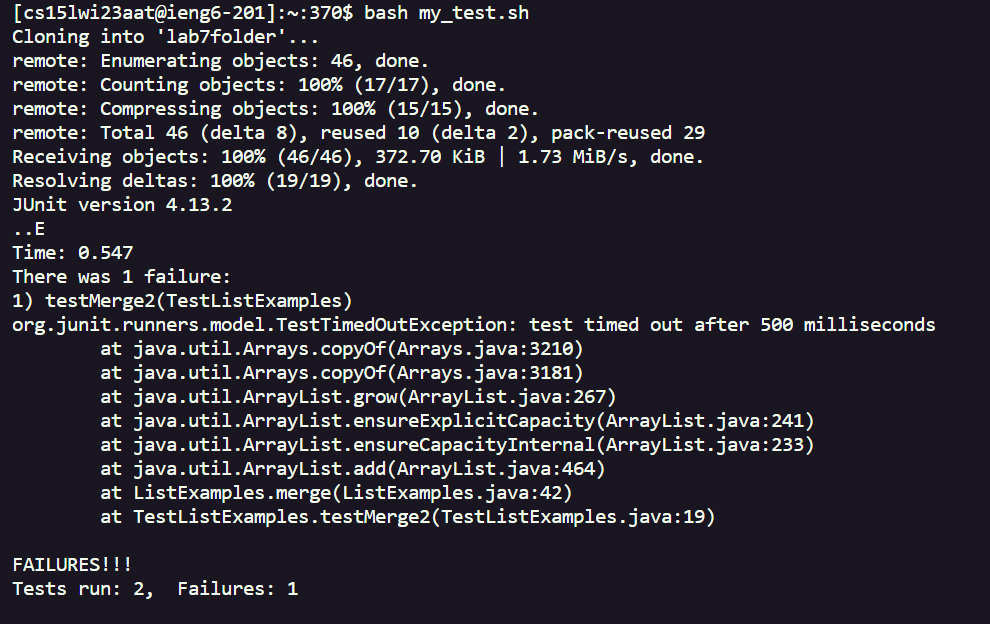 [cs15lwi23aat@ieng6-201]:~:370$ bash my_test.sh
Cloning into 'lab7folder'...
remote: Enumerating objects: 46, done.
remote: Counting objects: 100% (17/17), done.
remote: Compressing objects: 100% (15/15), done.
remote: Total 46 (delta 8), reused 10 (delta 2), pack-reused 29
Receiving objects: 100% (46/46), 372.70 KiB | 1.73 MiB/s, done.
Resolving deltas: 100% (19/19), done.
JUnit version 4.13.2
..E
Time: 0.547
There was 1 failure:
1) testMerge2(TestListExamples)
org.junit.runners.model.TestTimedOutException: test timed out after 500 milliseconds
        at java.util.Arrays.copyOf(Arrays.java:3210)
        at java.util.Arrays.copyOf(Arrays.java:3181)
        at java.util.ArrayList.grow(ArrayList.java:267)
        at java.util.ArrayList.ensureExplicitCapacity(ArrayList.java:241)
        at java.util.ArrayList.ensureCapacityInternal(ArrayList.java:233)
        at java.util.ArrayList.add(ArrayList.java:464)
        at ListExamples.merge(ListExamples.java:42)
        at TestListExamples.testMerge2(TestListExamples.java:19)

FAILURES!!!
Tests run: 2,  Failures: 1